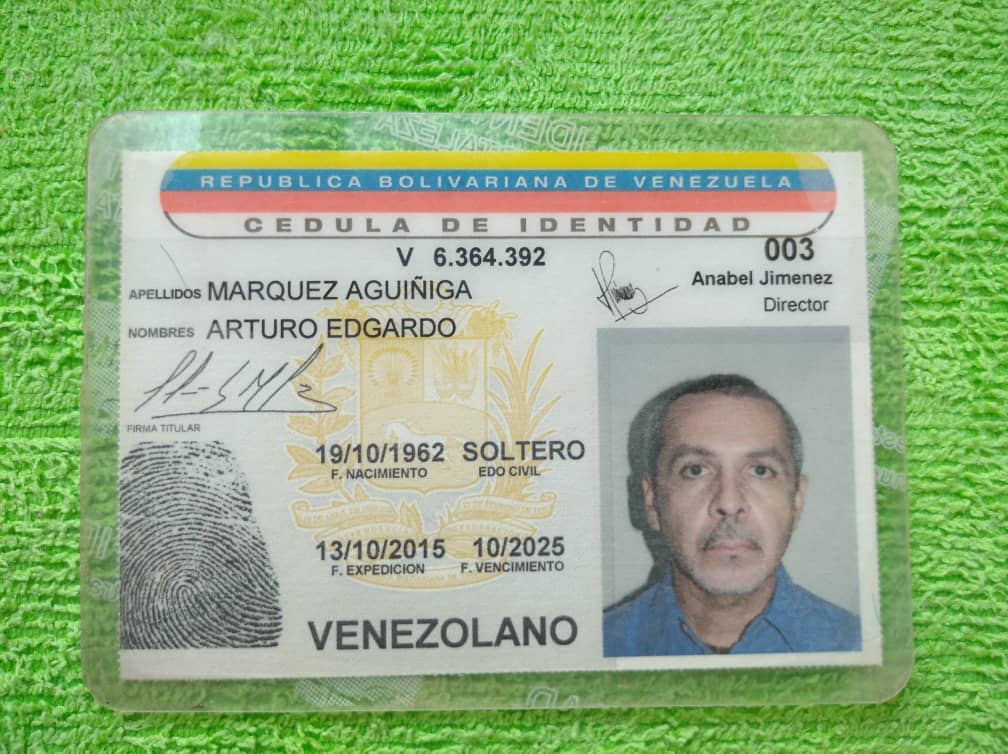 REPUBLICA BOLIVARIANA DE VENEZUELA
CEDULA DE IDENTIDAD
V 6.364.392
003
Anabel Jimenez
Director
APELLIDOS MARQUEZ AGUIÑIGA
NOMBRES ARTURO EDGARDO
FIRMA TITULAR
19/10/1962 SOLTERO
F. NACIMIENTO EDO CIVIL
13/10/2015 10/2025
F. EXPEDICION F. VENCIMIENTO
VENEZOLANO